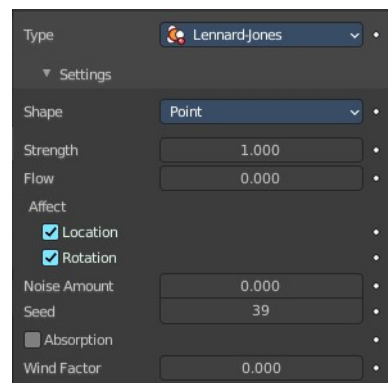 Type Lennard-Jones
Settings
Shape Point
Strength 1.000
Flow 0.000
Affect
Location
Rotation
Noise Amount 0.000
Seed 39
Absorption
Wind Factor 0.000